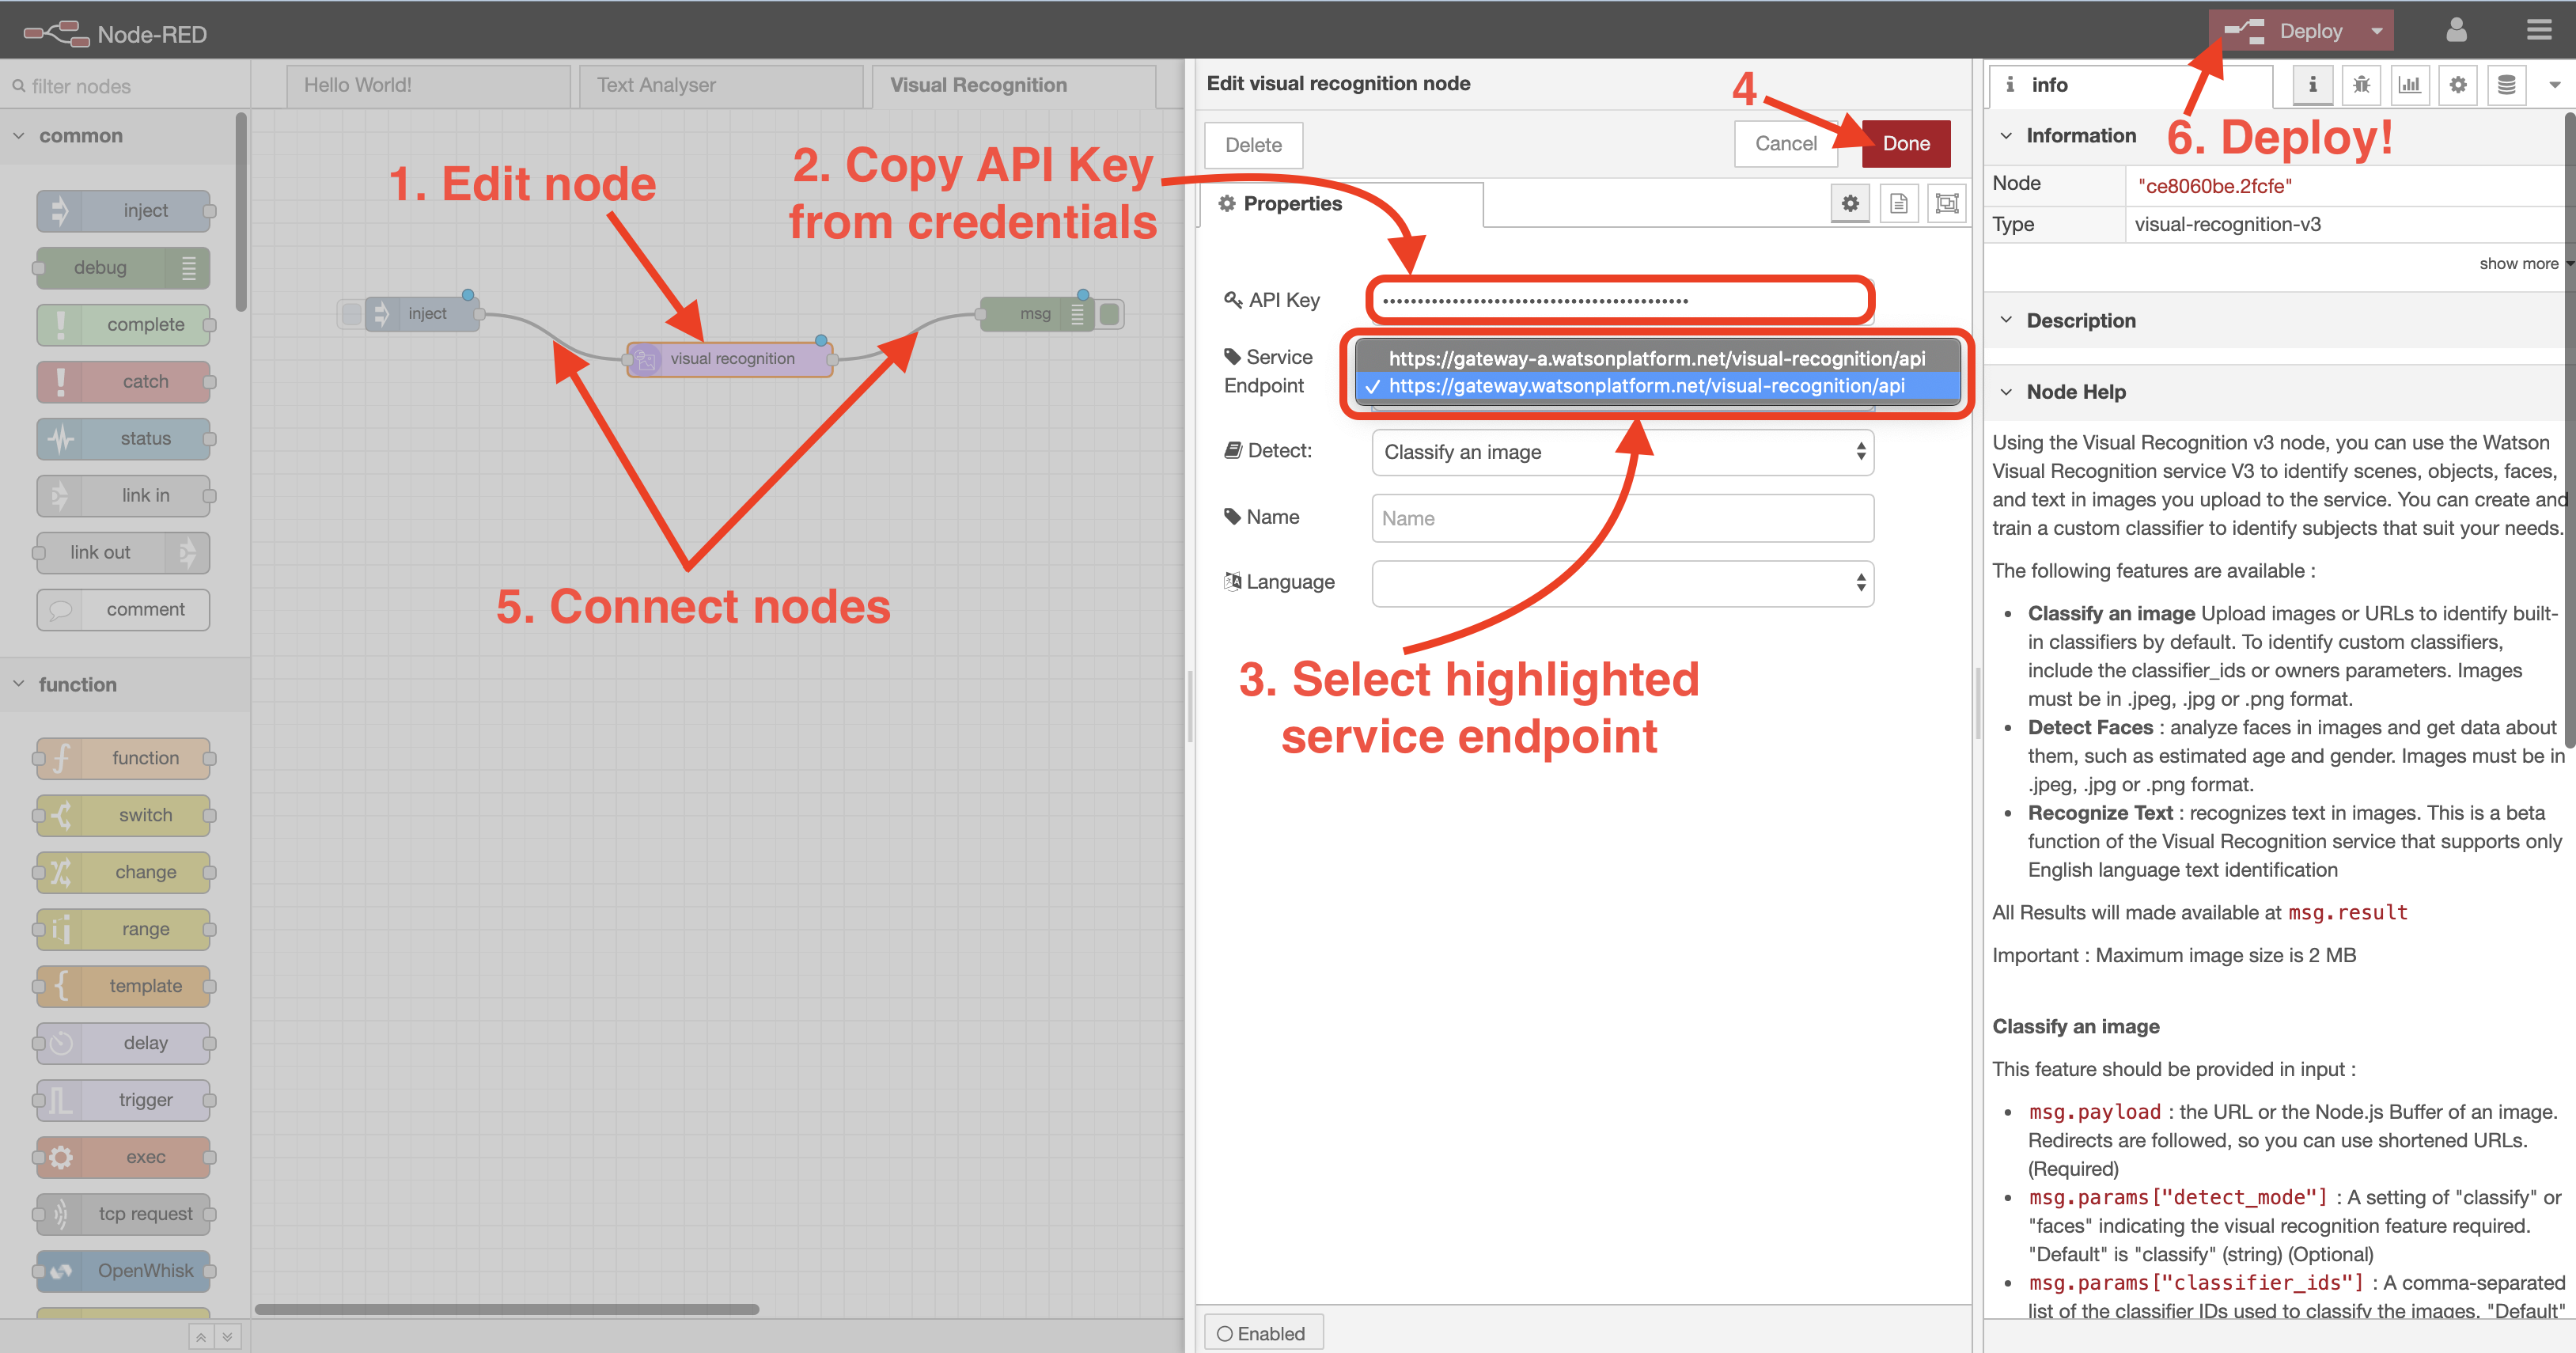 Node-RED
Deploy
filter nodes
Hello World!
Text Analyser
Visual Recognition
common
inject
debug
complete
catch
status
link in
link out
comment
function
function
switch
change
range
template
delay
trigger
exec
tcp request
OpenWhisk
1. Edit node
2. Copy API Key
from credentials
inject
visual recognition
msg
5. Connect nodes
Edit visual recognition node
4
Delete
Cancel
Done
Properties
API Key
••••••••••••••••••••••••••••••••••••••••••••
Service
Endpoint
https://gateway-a.watsonplatform.net/visual-recognition/api
✓ https://gateway.watsonplatform.net/visual-recognition/api
Detect:
Classify an image
Name
Name
Language
3. Select highlighted
service endpoint
Enabled
i info
i
6. Deploy!
Information
Node
"ce8060be.2fcfe"
Type
visual-recognition-v3
show more
Description
Node Help
Using the Visual Recognition v3 node, you can use the Watson
Visual Recognition service V3 to identify scenes, objects, faces,
and text in images you upload to the service. You can create and
train a custom classifier to identify subjects that suit your needs.
The following features are available :
• Classify an image Upload images or URLs to identify built-
in classifiers by default. To identify custom classifiers,
include the classifier_ids or owners parameters. Images
must be in .jpeg, .jpg or .png format.
• Detect Faces : analyze faces in images and get data about
them, such as estimated age and gender. Images must be in
.jpeg, .jpg or .png format.
• Recognize Text : recognizes text in images. This is a beta
function of the Visual Recognition service that supports only
English language text identification
All Results will made available at msg.result
Important : Maximum image size is 2 MB
Classify an image
This feature should be provided in input :
• msg.payload : the URL or the Node.js Buffer of an image.
Redirects are followed, so you can use shortened URLs.
(Required)
• msg.params["detect_mode"] : A setting of "classify" or
"faces" indicating the visual recognition feature required.
"Default" is "classify" (string) (Optional)
• msg.params["classifier_ids"] : A comma-separated
list of the classifier IDs used to classify the images. "Default"